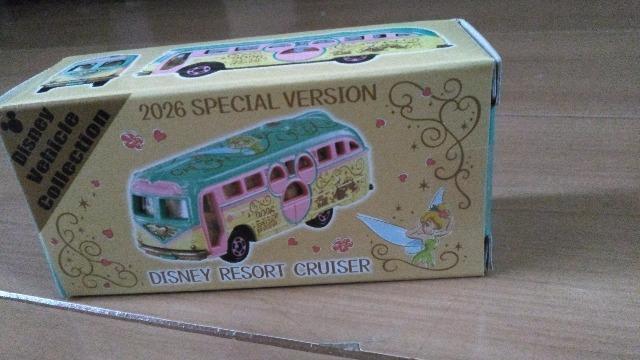 Disney
Vehicle
Collection
2026 SPECIAL VERSION
DISNEY RESORT CRUISER